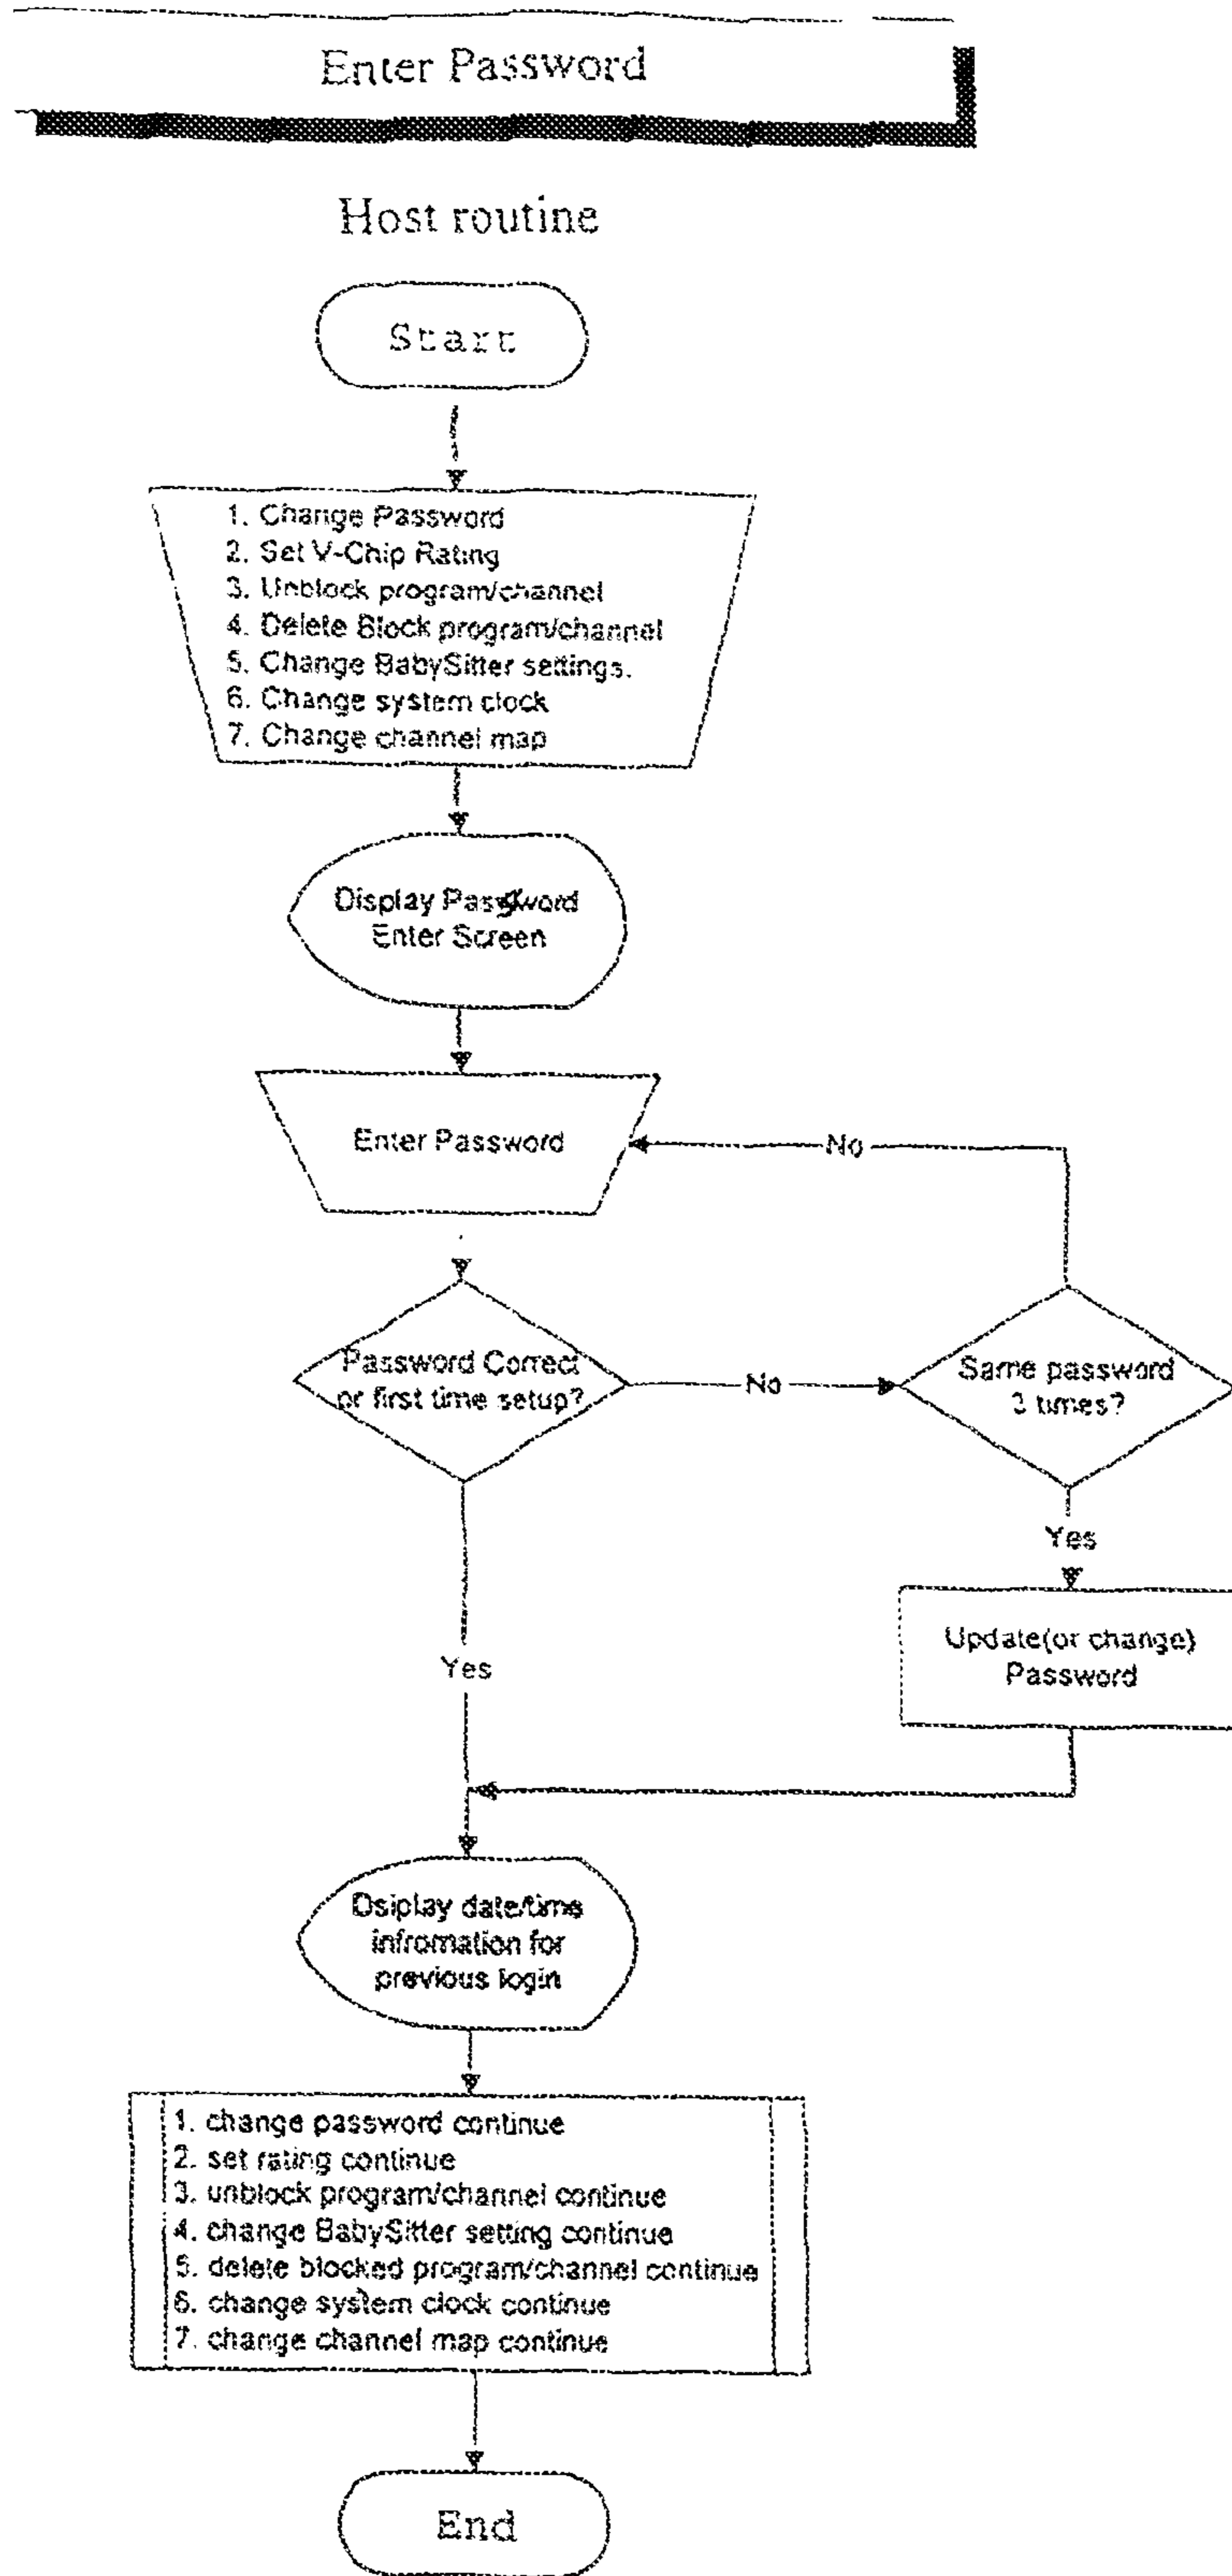 Enter Password
Host routine
Start
1. Change Password
2. Set V-Chip Rating
3. Unblock program/channel
4. Delete Block program/channel
5. Change BabySitter settings.
6. Change system clock
7. Change channel map
Display Password
Enter Screen
Enter Password
No
Password Correct
or first time setup?
No
Same password
3 times?
Yes
Update(or change)
Password
Yes
Dsiplay date/time
infromation for
previous login
1. change password continue
2. set rating continue
3. unblock program/channel continue
4. change BabySitter setting continue
5. delete blocked program/channel continue
6. change system clock continue
7. change channel map continue
End